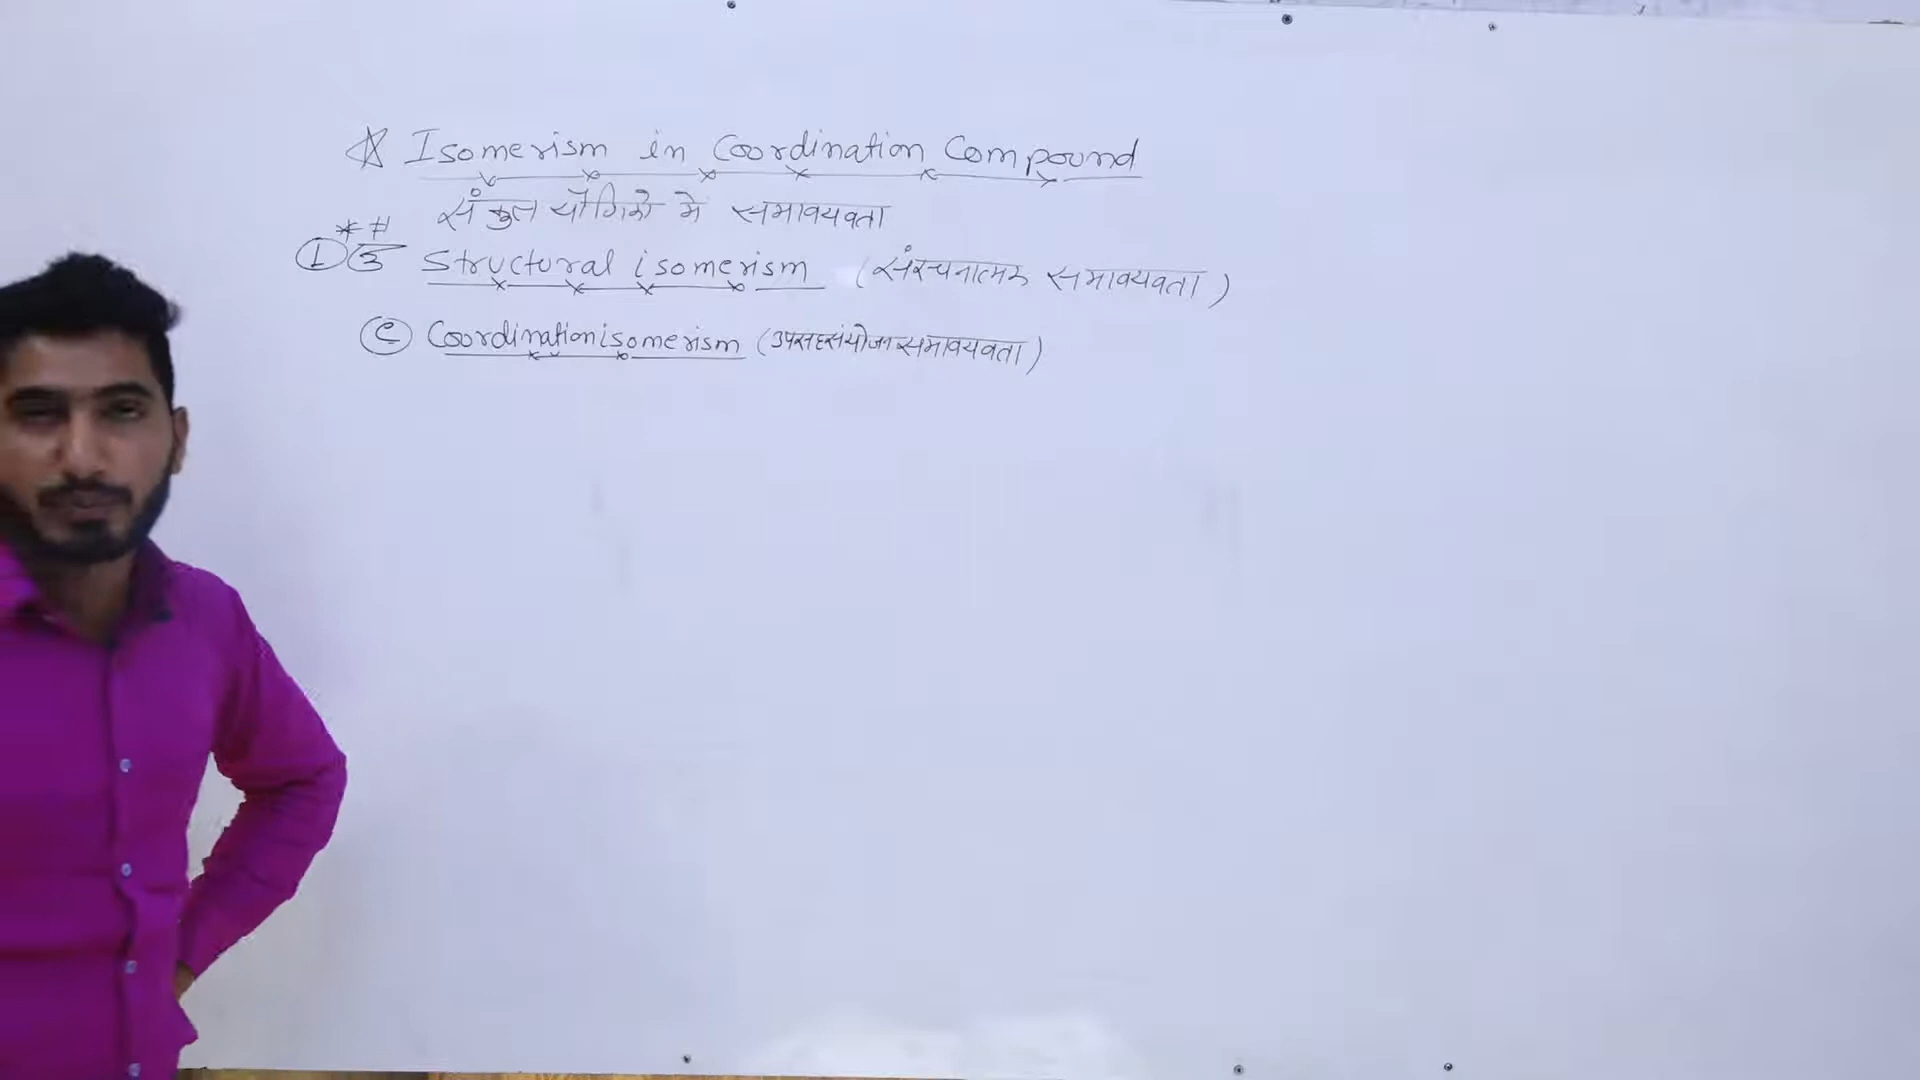 ☆ Isomerism in Coordination Compound
संकुल यौगिको मे समावयवता
* #
① Structural isomerism (संरचनात्मक समावयवता)
ⓒ Coordination isomerism (उपसहसंयोजन समावयवता)